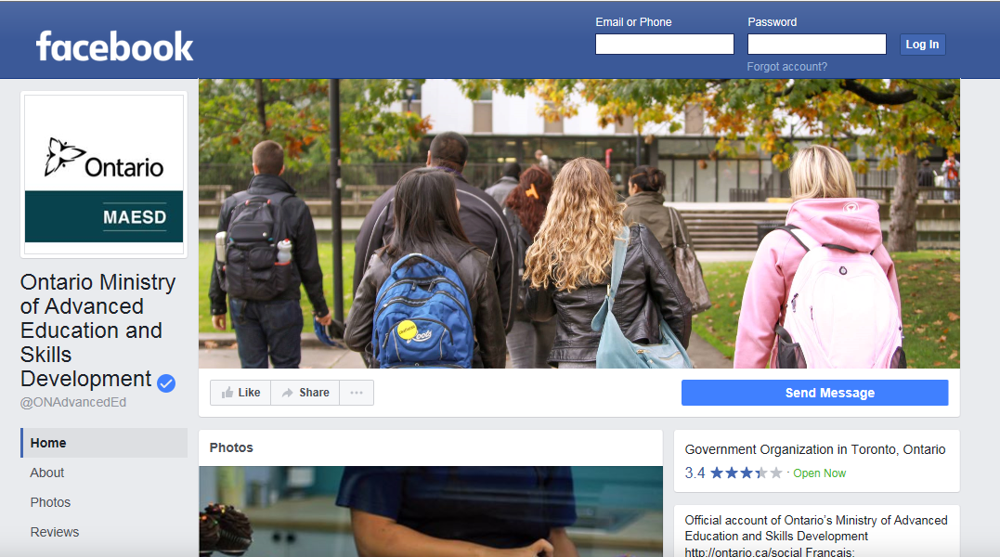 facebook
Email or Phone
Password
Log In
Forgot account?
Ontario
MAESD
Ontario Ministry
of Advanced
Education and
Skills
Development
@ONAdvancedEd
Home
About
Photos
Reviews
Like
Share
Send Message
Photos
Government Organization in Toronto, Ontario
3.4 · Open Now
Official account of Ontario's Ministry of Advanced
Education and Skills Development
http://ontario.ca/social Français: